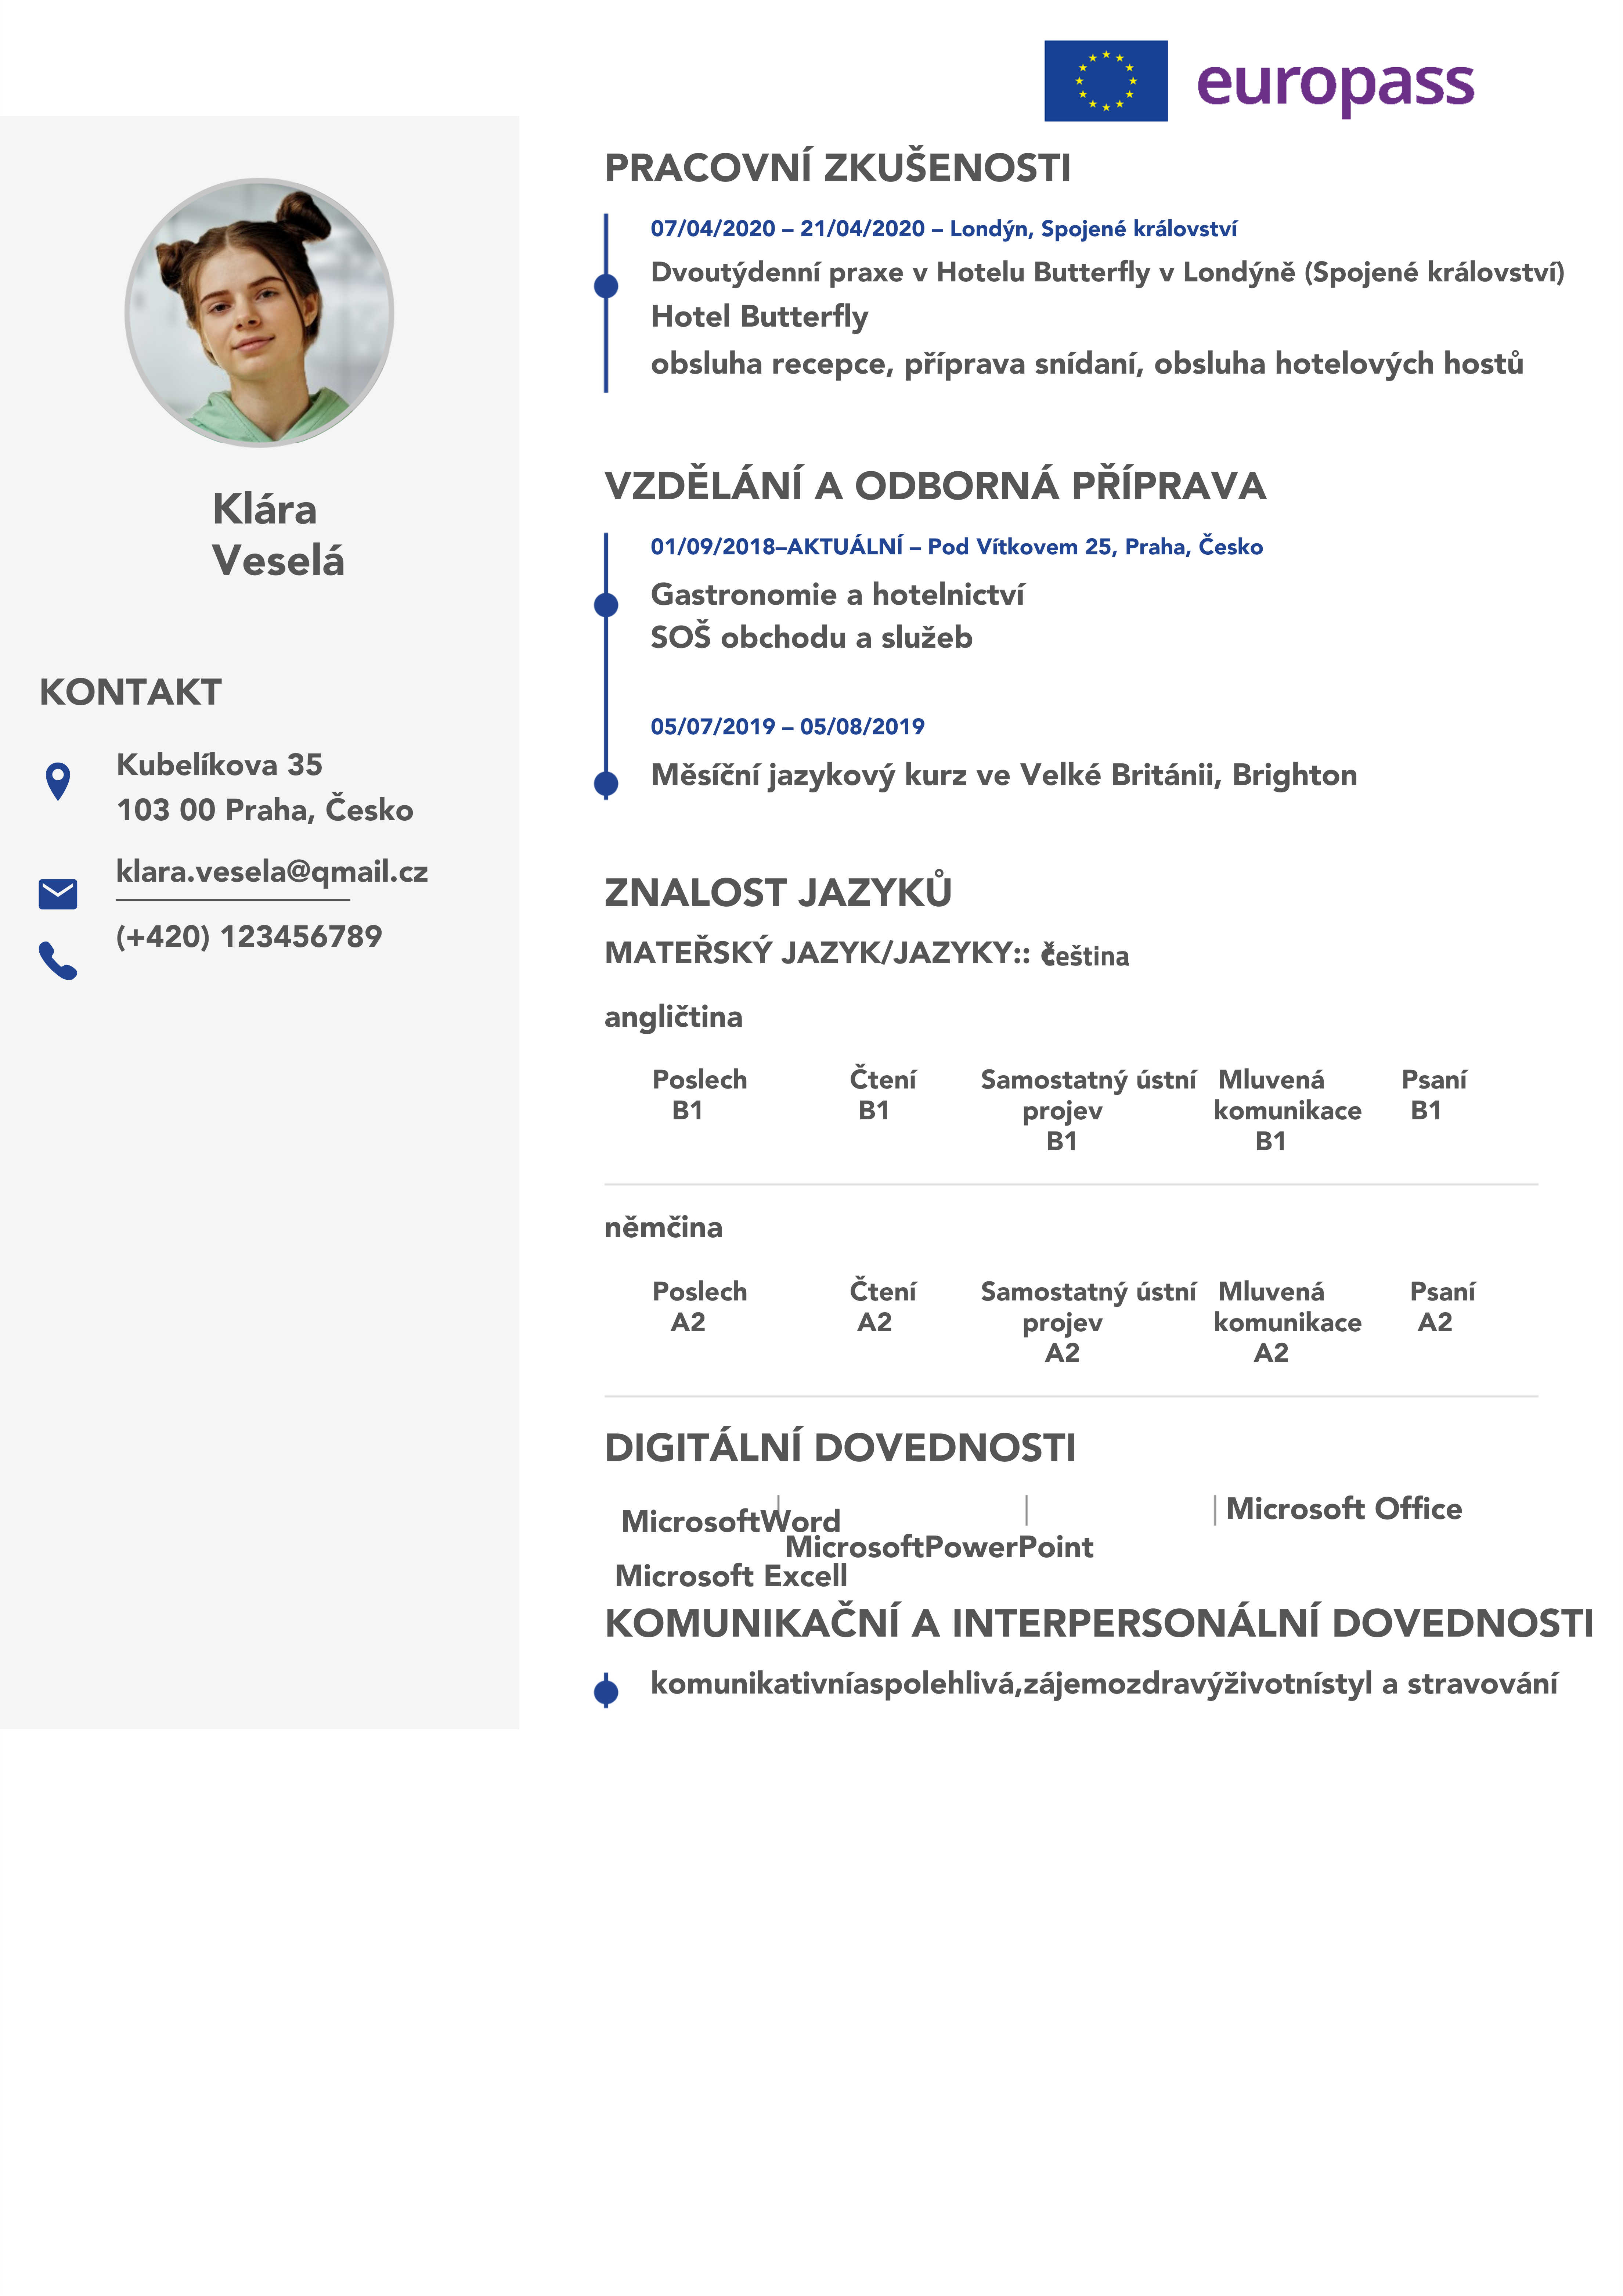 europass
Klára
Veselá
KONTAKT
Kubelíkova 35
103 00 Praha, Česko
klara.vesela@qmail.cz
(+420) 123456789
PRACOVNÍ ZKUŠENOSTI
07/04/2020 – 21/04/2020 – Londýn, Spojené království
Dvoutýdenní praxe v Hotelu Butterfly v Londýně (Spojené království)
Hotel Butterfly
obsluha recepce, příprava snídaní, obsluha hotelových hostů
VZDĚLÁNÍ A ODBORNÁ PŘÍPRAVA
01/09/2018–AKTUÁLNÍ – Pod Vítkovem 25, Praha, Česko
Gastronomie a hotelnictví
SOŠ obchodu a služeb
05/07/2019 – 05/08/2019
Měsíční jazykový kurz ve Velké Británii, Brighton
ZNALOST JAZYKŮ
MATEŘSKÝ JAZYK/JAZYKY:: čeština
angličtina
Poslech Čtení Samostatný ústní Mluvená Psaní
B1 B1 projev komunikace B1
B1 B1
němčina
Poslech Čtení Samostatný ústní Mluvená Psaní
A2 A2 projev komunikace A2
A2 A2
DIGITÁLNÍ DOVEDNOSTI
Microsoft Office
MicrosoftWord
MicrosoftPowerPoint
Microsoft Excell
KOMUNIKAČNÍ A INTERPERSONÁLNÍ DOVEDNOSTI
komunikativníaspolehlivá,zájemozdravýživotnístyl a stravování